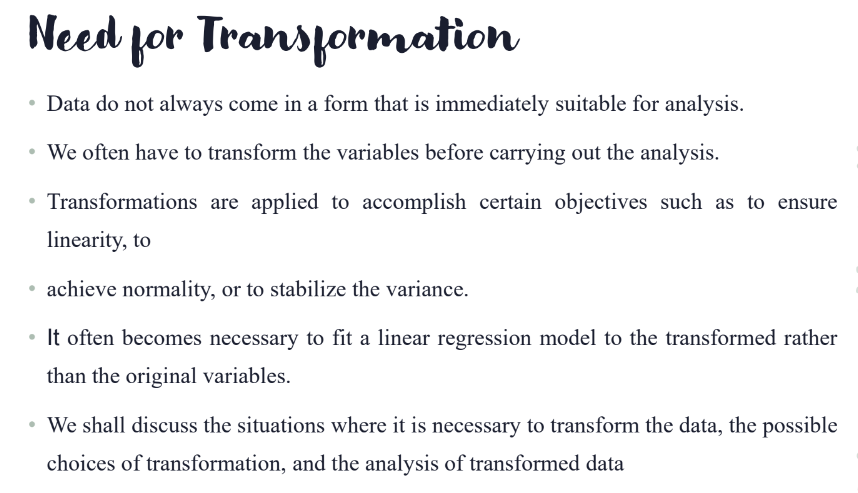 Need for Transformation
• Data do not always come in a form that is immediately suitable for analysis.
• We often have to transform the variables before carrying out the analysis.
• Transformations are applied to accomplish certain objectives such as to ensure
linearity, to
• achieve normality, or to stabilize the variance.
• It often becomes necessary to fit a linear regression model to the transformed rather
than the original variables.
• We shall discuss the situations where it is necessary to transform the data, the possible
choices of transformation, and the analysis of transformed data